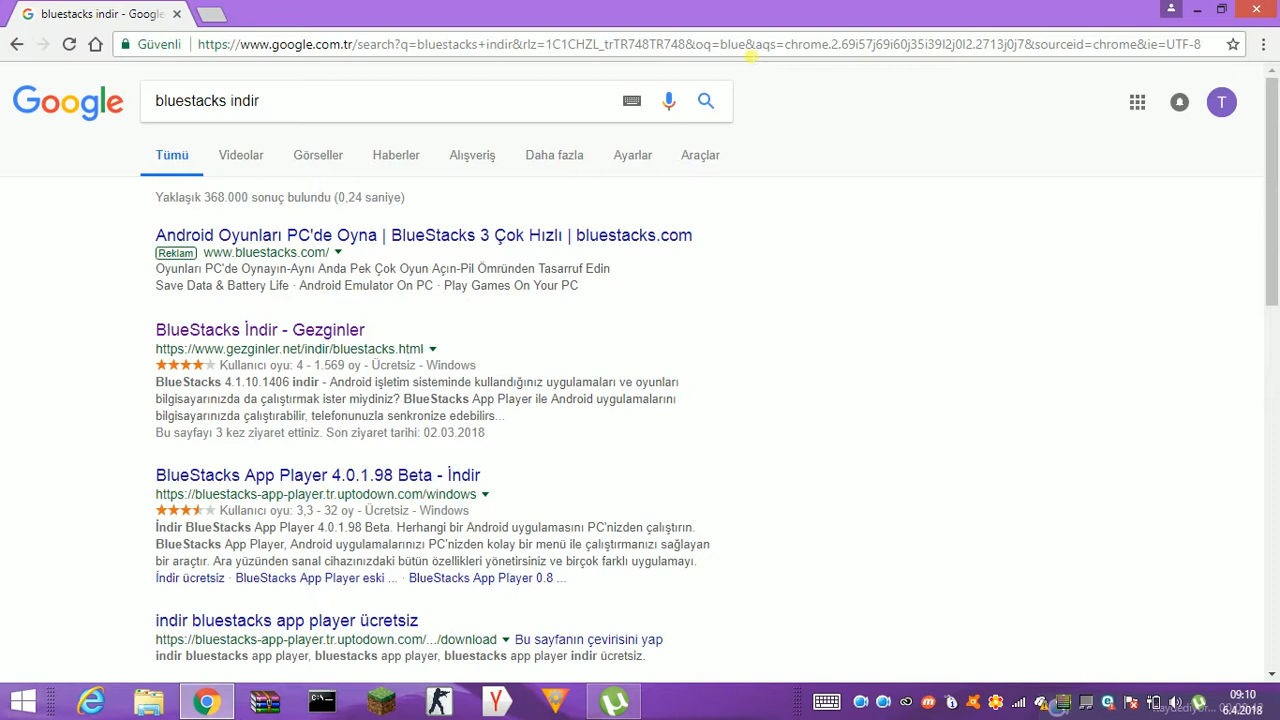 bluestacks indir - Google
Güvenli
https://www.google.com.tr/search?q=bluestacks+indir&rlz=1C1CHZL_trTR748TR748&oq=blue&aqs=chrome.2.69i57j69i60j35i39l2j0l2.2713j0j7&sourceid=chrome&ie=UTF-8
Google
bluestacks indir
T
Tümü Videolar Görseller Haberler Alışveriş Daha fazla Ayarlar Araçlar
Yaklaşık 368.000 sonuç bulundu (0,24 saniye)
Android Oyunları PC'de Oyna | BlueStacks 3 Çok Hızlı | bluestacks.com
Reklam www.bluestacks.com/
Oyunları PC'de Oynayın-Aynı Anda Pek Çok Oyun Açın-Pil Ömründen Tasarruf Edin
Save Data & Battery Life · Android Emulator On PC · Play Games On Your PC
BlueStacks İndir - Gezginler
https://www.gezginler.net/indir/bluestacks.html
Kullanıcı oyu: 4 - 1.569 oy - Ücretsiz - Windows
BlueStacks 4.1.10.1406 indir - Android işletim sisteminde kullandığınız uygulamaları ve oyunları
bilgisayarınızda da çalıştırmak ister miydiniz? BlueStacks App Player ile Android uygulamalarını
bilgisayarınızda çalıştırabilir, telefonunuzla senkronize edebilirs...
Bu sayfayı 3 kez ziyaret ettiniz. Son ziyaret tarihi: 02.03.2018
BlueStacks App Player 4.0.1.98 Beta - İndir
https://bluestacks-app-player.tr.uptodown.com/windows
Kullanıcı oyu: 3,3 - 32 oy - Ücretsiz - Windows
İndir BlueStacks App Player 4.0.1.98 Beta. Herhangi bir Android uygulamasını PC'nizden çalıştırın.
BlueStacks App Player, Android uygulamalarınızı PC'nizden kolay bir menü ile çalıştırmanızı sağlayan
bir araçtır. Ara yüzünden sanal cihazınızdaki bütün özellikleri yönetirsiniz ve birçok farklı uygulamayı.
İndir ücretsiz · BlueStacks App Player eski ... · BlueStacks App Player 0.8 ...
indir bluestacks app player ücretsiz
https://bluestacks-app-player.tr.uptodown.com/.../download Bu sayfanın çevirisini yap
indir bluestacks app player, bluestacks app player, bluestacks app player indir ücretsiz.
09:10
6.4.2018